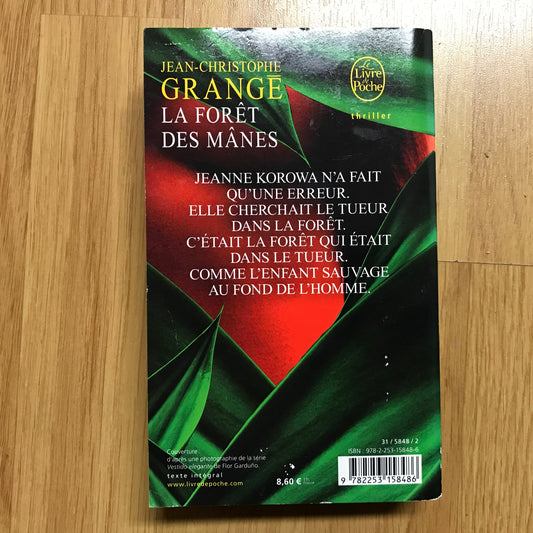 JEAN-CHRISTOPHE
GRANGÉ
LA FORÊT
DES MÂNES
Le
Livre
de
Poche
thriller
JEANNE KOROWA N'A FAIT
QU'UNE ERREUR.
ELLE CHERCHAIT LE TUEUR
DANS LA FORÊT.
C'ÉTAIT LA FORÊT QUI ÉTAIT
DANS LE TUEUR.
COMME L'ENFANT SAUVAGE
AU FOND DE L'HOMME.
Couverture
d'après une photographie de la série
Vestido elegante de Flor Garduño.
texte intégral
www.livredepoche.com
8,60 €
31 / 5848 / 2
ISBN : 978-2-253-15848-6
9 782253 158486